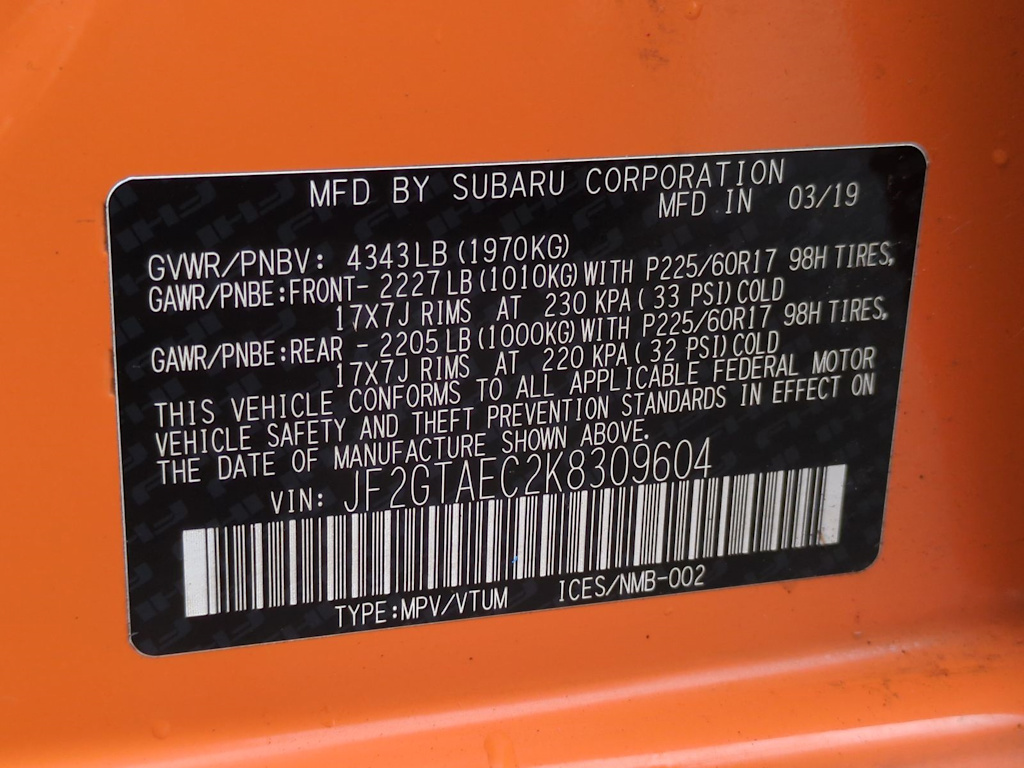 MFD BY SUBARU CORPORATION
MFD IN 03/19
GVWR/PNBV: 4343LB (1970KG)
GAWR/PNBE:FRONT- 2227LB(1010KG)WITH P225/60R17 98H TIRES,
17X7J RIMS AT 230 KPA( 33 PSI)COLD
GAWR/PNBE:REAR - 2205LB(1000KG)WITH P225/60R17 98H TIRES,
17X7J RIMS AT 220 KPA( 32 PSI)COLD
THIS VEHICLE CONFORMS TO ALL APPLICABLE FEDERAL MOTOR
VEHICLE SAFETY AND THEFT PREVENTION STANDARDS IN EFFECT ON
THE DATE OF MANUFACTURE SHOWN ABOVE.
VIN: JF2GTAEC2K8309604
TYPE:MPV/VTUM ICES/NMB-002